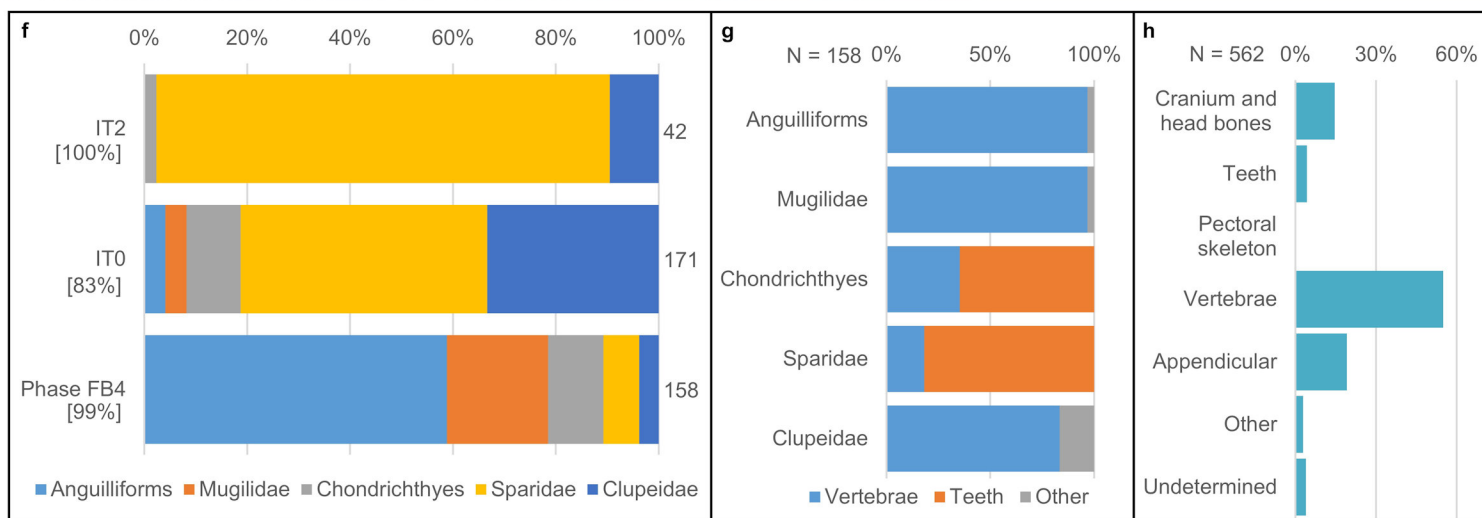 f
0% 20% 40% 60% 80% 100%
IT2
[100%]
42
IT0
[83%]
171
Phase FB4
[99%]
158
Anguilliforms Mugilidae Chondrichthyes Sparidae Clupeidae
g
N = 158 0% 50% 100%
Anguilliforms
Mugilidae
Chondrichthyes
Sparidae
Clupeidae
Vertebrae Teeth Other
h
N = 562 0% 30% 60%
Cranium and
head bones
Teeth
Pectoral
skeleton
Vertebrae
Appendicular
Other
Undetermined